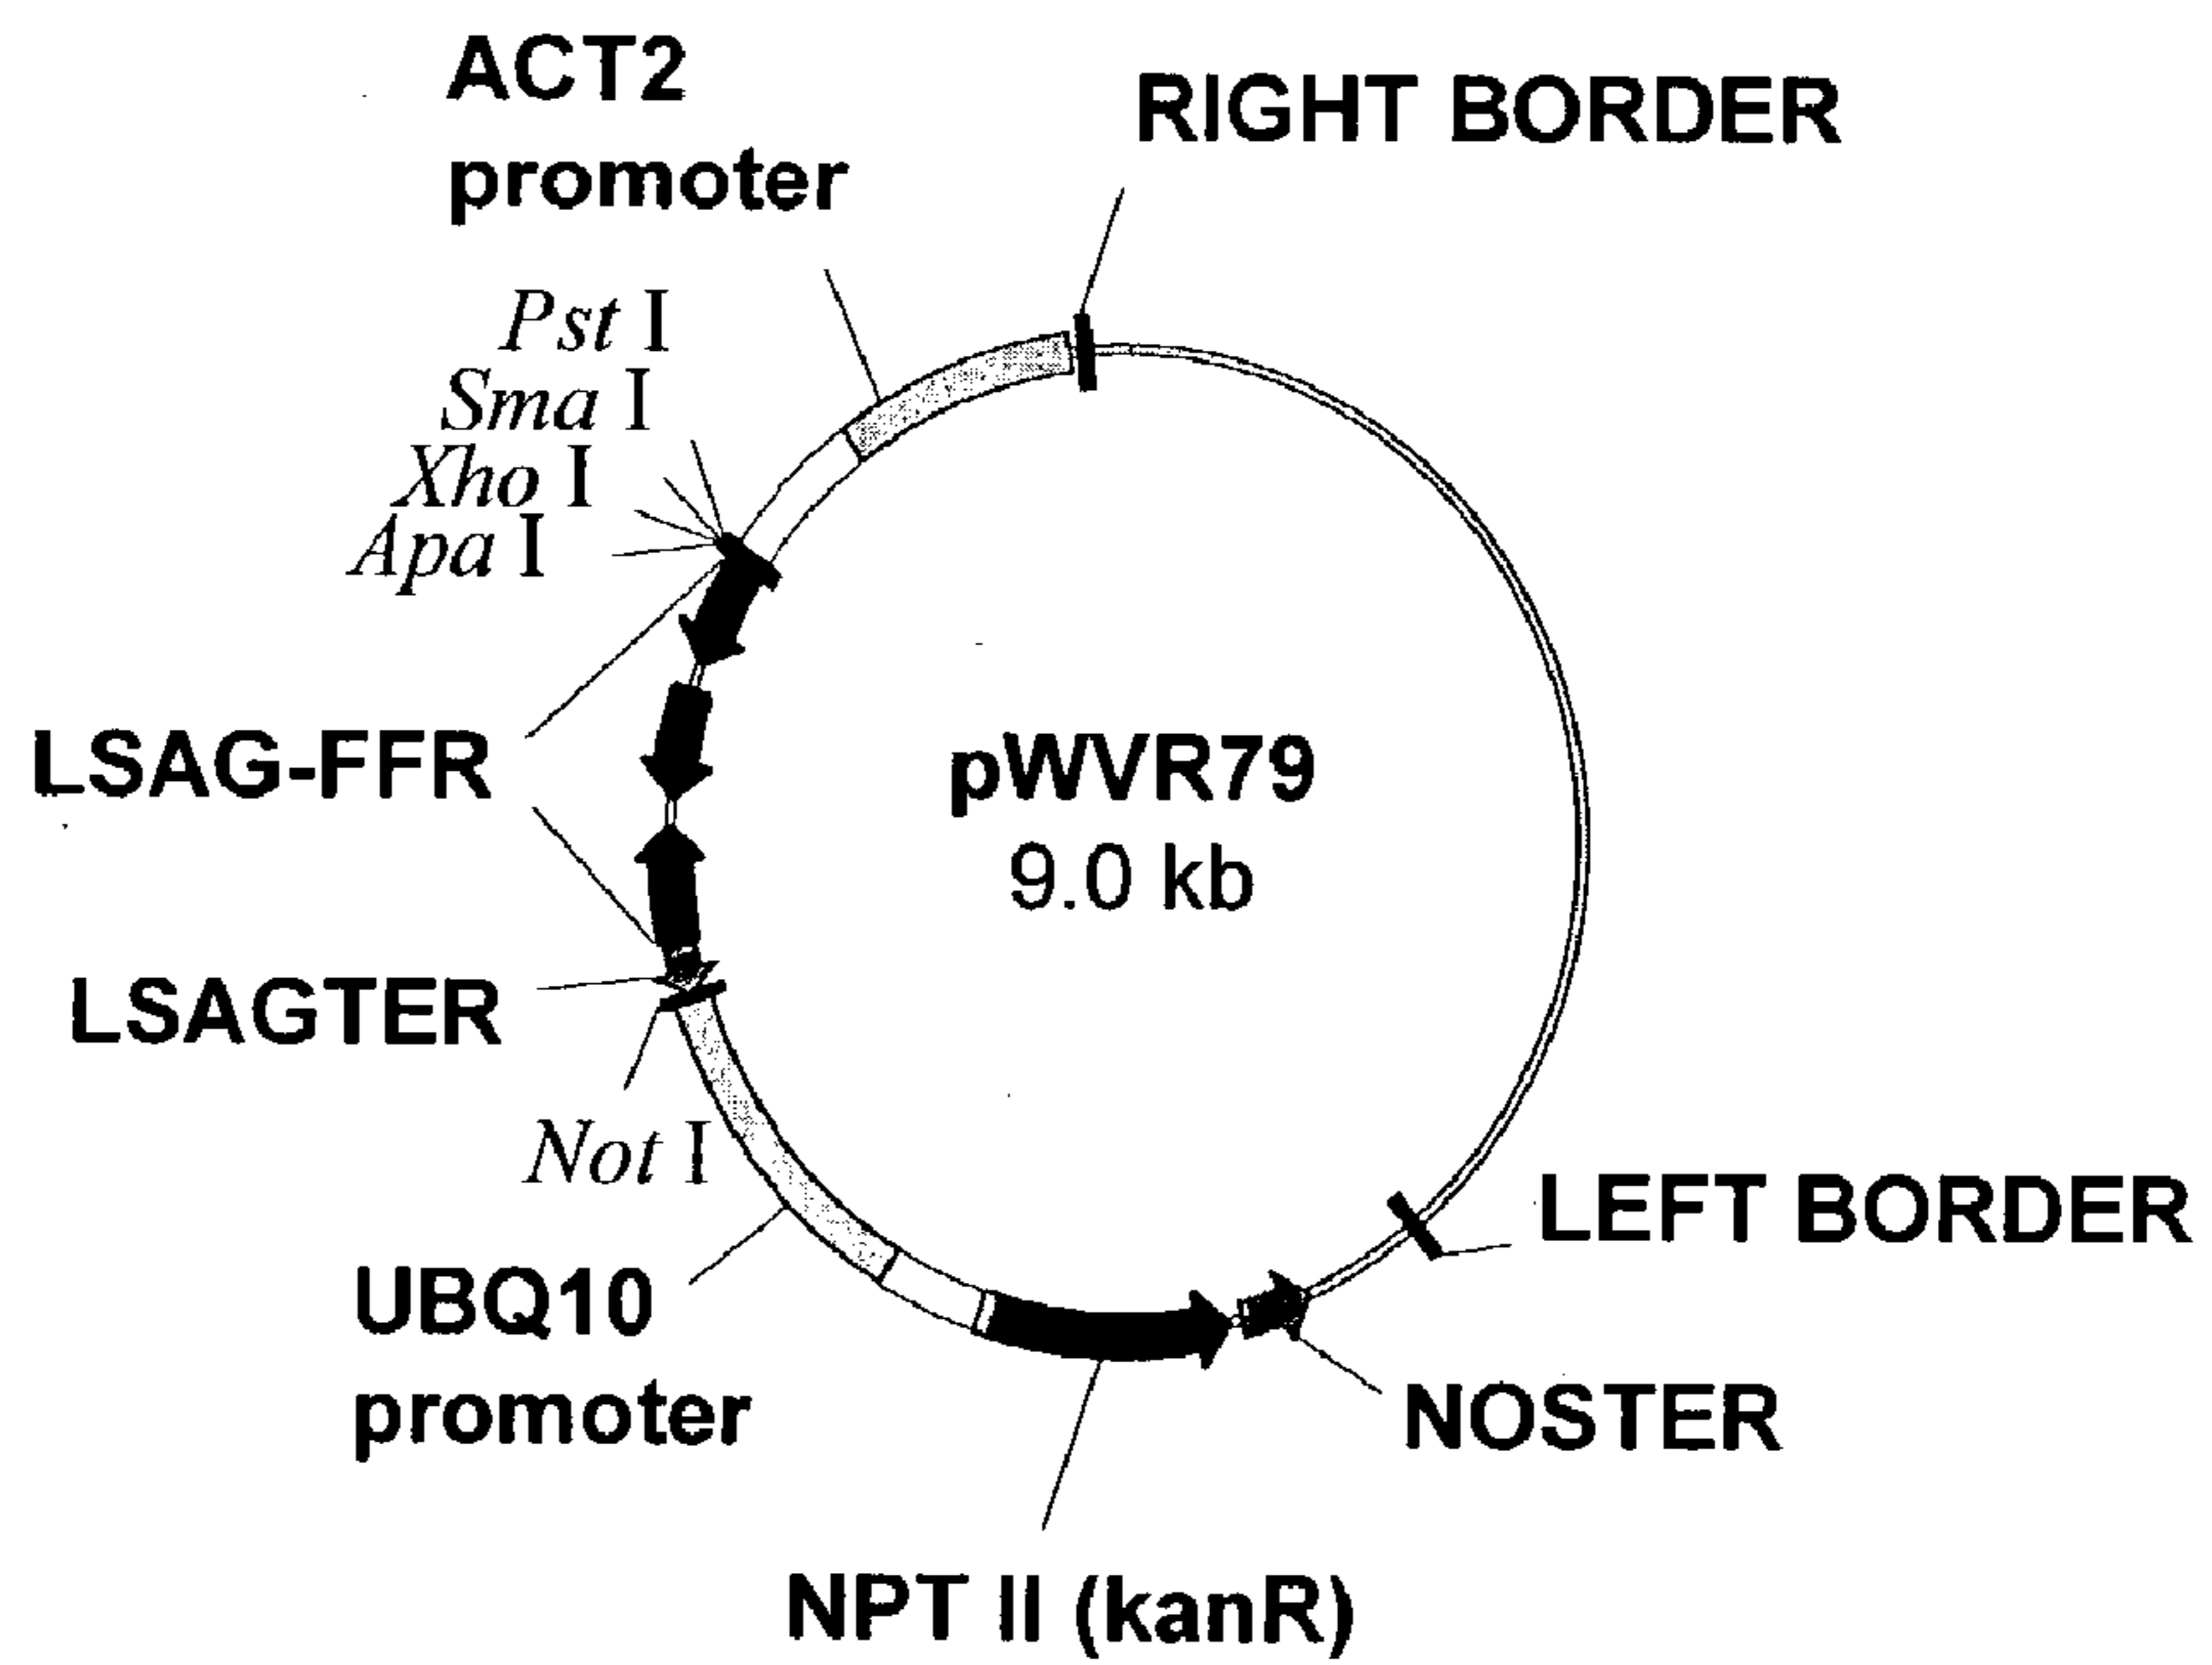 ACT2
promoter
RIGHT BORDER
Pst I
Sma I
Xho I
Apa I
LSAG-FFR
pWVR79
9.0 kb
LSAGTER
Not I
LEFT BORDER
UBQ10
promoter
NOSTER
NPT II (kanR)